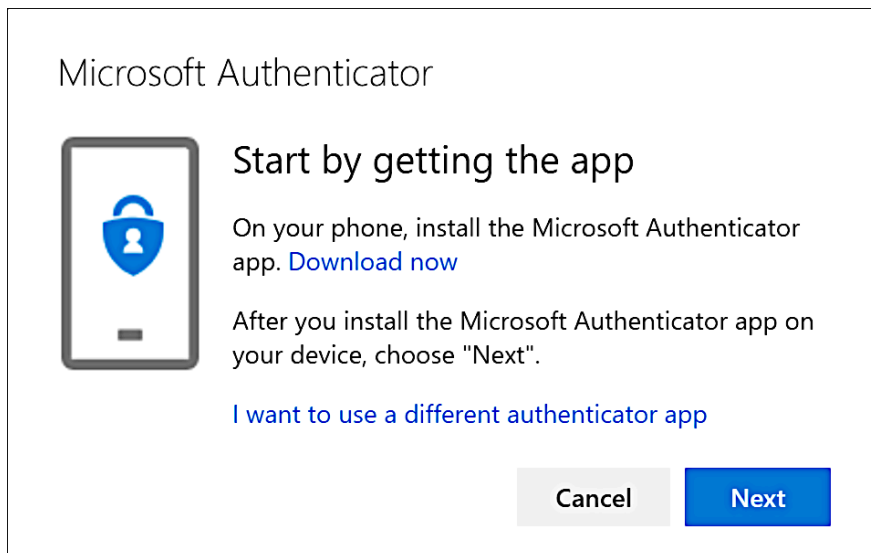 Microsoft Authenticator
Start by getting the app
On your phone, install the Microsoft Authenticator
app. Download now
After you install the Microsoft Authenticator app on
your device, choose "Next".
I want to use a different authenticator app
Cancel
Next